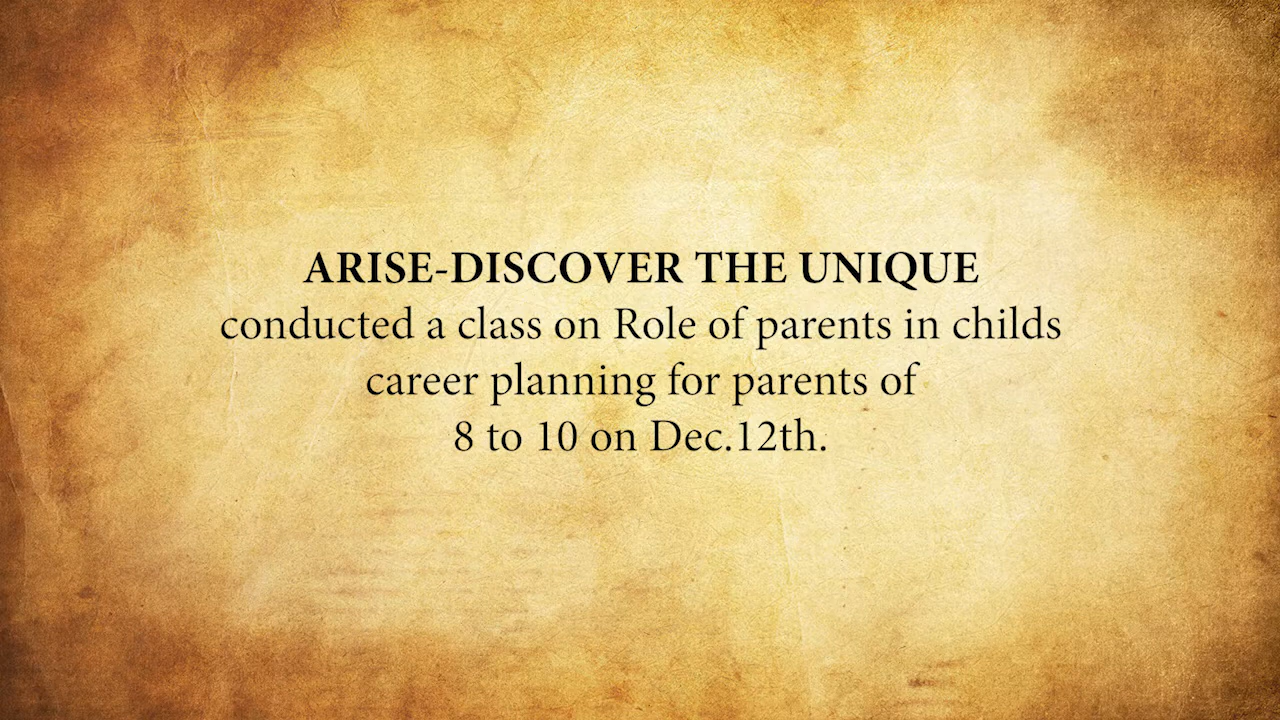 ARISE-DISCOVER THE UNIQUE
conducted a class on Role of parents in childs
career planning for parents of
8 to 10 on Dec.12th.